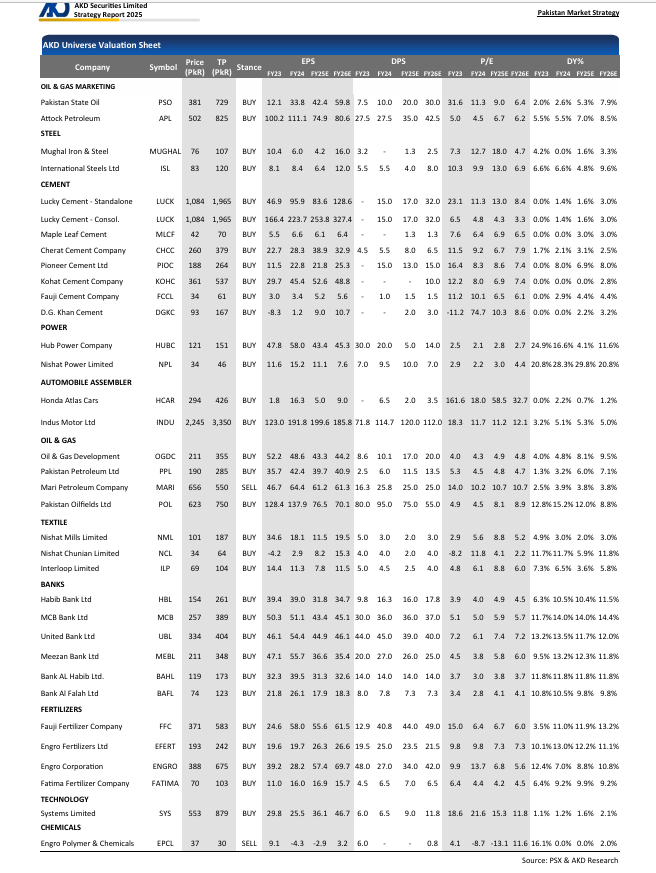 AKD Securities Limited
Strategy Report 2025
Pakistan Market Strategy
AKD Universe Valuation Sheet
Company Symbol Price (PkR) TP (PkR) Stance EPS DPS P/E DY%
FY23 FY24 FY25E FY26E FY23 FY24 FY25E FY26E FY23 FY24 FY25E FY26E FY23 FY24 FY25E FY26E
OIL & GAS MARKETING
Pakistan State Oil PSO 381 729 BUY 12.1 33.8 42.4 59.8 7.5 10.0 20.0 30.0 31.6 11.3 9.0 6.4 2.0% 2.6% 5.3% 7.9%
Attock Petroleum APL 502 825 BUY 100.2 111.1 74.9 80.6 27.5 27.5 35.0 42.5 5.0 4.5 6.7 6.2 5.5% 5.5% 7.0% 8.5%
STEEL
Mughal Iron & Steel MUGHAL 76 107 BUY 10.4 6.0 4.2 16.0 3.2 - 1.3 2.5 7.3 12.7 18.0 4.7 4.2% 0.0% 1.6% 3.3%
International Steels Ltd ISL 83 120 BUY 8.1 8.4 6.4 12.0 5.5 5.5 4.0 8.0 10.3 9.9 13.0 6.9 6.6% 6.6% 4.8% 9.6%
CEMENT
Lucky Cement - Standalone LUCK 1,084 1,965 BUY 46.9 95.9 83.6 128.6 - 15.0 17.0 32.0 23.1 11.3 13.0 8.4 0.0% 1.4% 1.6% 3.0%
Lucky Cement - Consol. LUCK 1,084 1,965 BUY 166.4 223.7 253.8 327.4 - 15.0 17.0 32.0 6.5 4.8 4.3 3.3 0.0% 1.4% 1.6% 3.0%
Maple Leaf Cement MLCF 42 70 BUY 5.5 6.6 6.1 6.4 - - 1.3 1.3 7.6 6.4 6.9 6.5 0.0% 0.0% 3.0% 3.0%
Cherat Cement Company CHCC 260 379 BUY 22.7 28.3 38.9 32.9 4.5 5.5 8.0 6.5 11.5 9.2 6.7 7.9 1.7% 2.1% 3.1% 2.5%
Pioneer Cement Ltd PIOC 188 264 BUY 11.5 22.8 21.8 25.3 - 15.0 13.0 15.0 16.4 8.3 8.6 7.4 0.0% 8.0% 6.9% 8.0%
Kohat Cement Company KOHC 361 537 BUY 29.7 45.4 52.6 48.8 - - - 10.0 12.2 8.0 6.9 7.4 0.0% 0.0% 0.0% 2.8%
Fauji Cement Company FCCL 34 61 BUY 3.0 3.4 5.2 5.6 - 1.0 1.5 1.5 11.2 10.1 6.5 6.1 0.0% 2.9% 4.4% 4.4%
D.G. Khan Cement DGKC 93 167 BUY -8.3 1.2 9.0 10.7 - - 2.0 3.0 -11.2 74.7 10.3 8.6 0.0% 0.0% 2.2% 3.2%
POWER
Hub Power Company HUBC 121 151 BUY 47.8 58.0 43.4 45.3 30.0 20.0 5.0 14.0 2.5 2.1 2.8 2.7 24.9% 16.6% 4.1% 11.6%
Nishat Power Limited NPL 34 46 BUY 11.6 15.2 11.1 7.6 7.0 9.5 10.0 7.0 2.9 2.2 3.0 4.4 20.8% 28.3% 29.8% 20.8%
AUTOMOBILE ASSEMBLER
Honda Atlas Cars HCAR 294 426 BUY 1.8 16.3 5.0 9.0 - 6.5 2.0 3.5 161.6 18.0 58.5 32.7 0.0% 2.2% 0.7% 1.2%
Indus Motor Ltd INDU 2,245 3,350 BUY 123.0 191.8 199.6 185.8 71.8 114.7 120.0 112.0 18.3 11.7 11.2 12.1 3.2% 5.1% 5.3% 5.0%
OIL & GAS
Oil & Gas Development OGDC 211 355 BUY 52.2 48.6 43.3 44.2 8.6 10.1 17.0 20.0 4.0 4.3 4.9 4.8 4.0% 4.8% 8.1% 9.5%
Pakistan Petroleum Ltd PPL 190 285 BUY 35.7 42.4 39.7 40.9 2.5 6.0 11.5 13.5 5.3 4.5 4.8 4.7 1.3% 3.2% 6.0% 7.1%
Mari Petroleum Company MARI 656 550 SELL 46.7 64.4 61.2 61.3 16.3 25.8 25.0 25.0 14.0 10.2 10.7 10.7 2.5% 3.9% 3.8% 3.8%
Pakistan Oilfields Ltd POL 623 750 BUY 128.4 137.9 76.5 70.1 80.0 95.0 75.0 55.0 4.9 4.5 8.1 8.9 12.8% 15.2% 12.0% 8.8%
TEXTILE
Nishat Mills Limited NML 101 187 BUY 34.6 18.1 11.5 19.5 5.0 3.0 2.0 3.0 2.9 5.6 8.8 5.2 4.9% 3.0% 2.0% 3.0%
Nishat Chunian Limited NCL 34 64 BUY -4.2 2.9 8.2 15.3 4.0 4.0 2.0 4.0 -8.2 11.8 4.1 2.2 11.7% 11.7% 5.9% 11.8%
Interloop Limited ILP 69 104 BUY 14.4 11.3 7.8 11.5 5.0 4.5 2.5 4.0 4.8 6.1 8.8 6.0 7.3% 6.5% 3.6% 5.8%
BANKS
Habib Bank Ltd HBL 154 261 BUY 39.4 39.0 31.8 34.7 9.8 16.3 16.0 17.8 3.9 4.0 4.9 4.5 6.3% 10.5% 10.4% 11.5%
MCB Bank Ltd MCB 257 389 BUY 50.3 51.1 43.4 45.1 30.0 36.0 36.0 37.0 5.1 5.0 5.9 5.7 11.7% 14.0% 14.0% 14.4%
United Bank Ltd UBL 334 404 BUY 46.1 54.4 44.9 46.1 44.0 45.0 39.0 40.0 7.2 6.1 7.4 7.2 13.2% 13.5% 11.7% 12.0%
Meezan Bank Ltd MEBL 211 348 BUY 47.1 55.7 36.6 35.4 20.0 27.0 26.0 25.0 4.5 3.8 5.8 6.0 9.5% 13.2% 12.3% 11.8%
Bank AL Habib Ltd. BAHL 119 173 BUY 32.3 39.5 31.3 32.6 14.0 14.0 14.0 14.0 3.7 3.0 3.8 3.7 11.8% 11.8% 11.8% 11.8%
Bank Al Falah Ltd BAFL 74 123 BUY 21.8 26.1 17.9 18.3 8.0 7.8 7.3 7.3 3.4 2.8 4.1 4.1 10.8% 10.5% 9.8% 9.8%
FERTILIZERS
Fauji Fertilizer Company FFC 371 583 BUY 24.6 58.0 55.6 61.5 12.9 40.8 44.0 49.0 15.0 6.4 6.7 6.0 3.5% 11.0% 11.9% 13.2%
Engro Fertilizers Ltd EFERT 193 242 BUY 19.6 19.7 26.3 26.6 19.5 25.0 23.5 21.5 9.8 9.8 7.3 7.3 10.1% 13.0% 12.2% 11.1%
Engro Corporation ENGRO 388 675 BUY 39.2 28.2 57.4 69.7 48.0 27.0 34.0 42.0 9.9 13.7 6.8 5.6 12.4% 7.0% 8.8% 10.8%
Fatima Fertilizer Company FATIMA 70 103 BUY 11.0 16.0 16.9 15.7 4.5 6.5 7.0 6.5 6.4 4.4 4.2 4.5 6.4% 9.2% 9.9% 9.2%
TECHNOLOGY
Systems Limited SYS 553 879 BUY 29.8 25.5 36.1 46.7 6.0 6.5 9.0 11.8 18.6 21.6 15.3 11.8 1.1% 1.2% 1.6% 2.1%
CHEMICALS
Engro Polymer & Chemicals EPCL 37 30 SELL 9.1 -4.3 -2.9 3.2 6.0 - - 0.8 4.1 -8.7 -13.1 11.6 16.1% 0.0% 0.0% 2.0%
Source: PSX & AKD Research